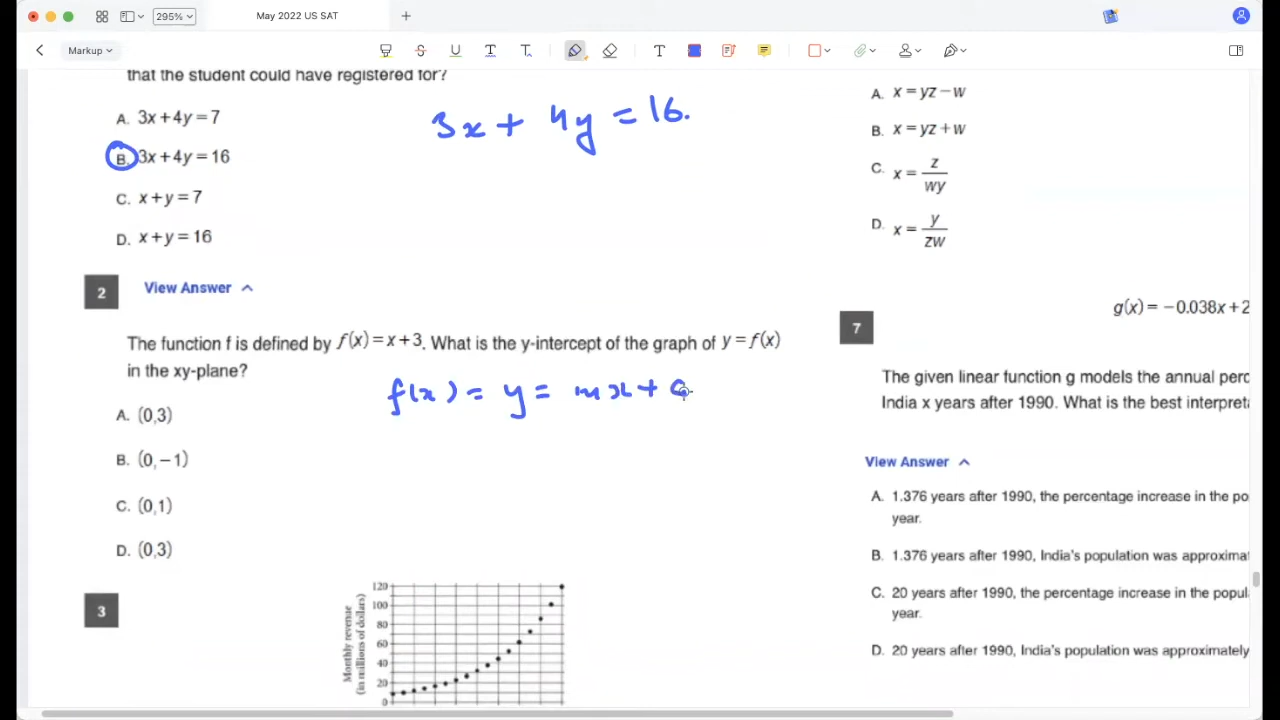 May 2022 US SAT
295%
Markup
that the student could have registered for?
A. 3x+4y=7
B. 3x+4y=16
C. x+y=7
D. x+y=16
3x + 4y = 16.
2
View Answer
The function f is defined by f(x)=x+3. What is the y-intercept of the graph of y=f(x)
in the xy-plane?
f(x) = y = mx +
A. (0,3)
B. (0,−1)
C. (0,1)
D. (0,3)
3
Monthly revenue
(in millions of dollars)
120
100
80
60
40
20
0
A. x=yz−w
B. x=yz+w
C. x=z/wy
D. x=y/zw
7
g(x)=−0.038x+2
The given linear function g models the annual perc
India x years after 1990. What is the best interpreta
View Answer
A. 1.376 years after 1990, the percentage increase in the po
year.
B. 1.376 years after 1990, India's population was approxima
C. 20 years after 1990, the percentage increase in the popul
year.
D. 20 years after 1990, India's population was approximately